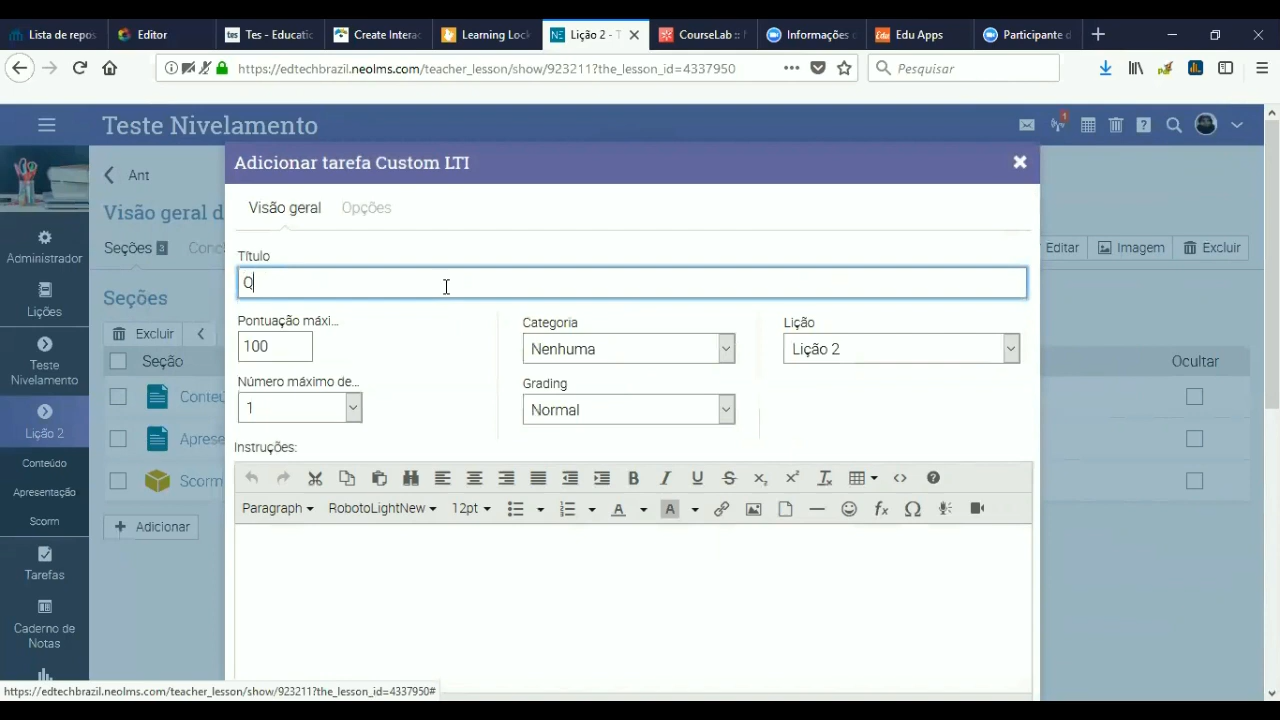 Lista de repos
Editor
Tes - Educatic
Create Interac
Learning Lock
Lição 2 - T
CourseLab :: M
Informações
Edu Apps
Participante d
https://edtechbrazil.neolms.com/teacher_lesson/show/923211?the_lesson_id=4337950
Pesquisar
Teste Nivelamento
Ant
Visão geral d
Seções 3
Conc
Editar
Imagem
Excluir
Seções
Excluir
Seção
Ocultar
Conteú
Aprese
Scorm
Adicionar
Administrador
Lições
Teste
Nivelamento
Lição 2
Conteúdo
Apresentação
Scorm
Tarefas
Caderno de
Notas
Adicionar tarefa Custom LTI
Visão geral
Opções
Título
Q
Pontuação máxi...
100
Categoria
Nenhuma
Lição
Lição 2
Número máximo de...
1
Grading
Normal
Instruções:
Paragraph
RobotoLightNew
12pt
https://edtechbrazil.neolms.com/teacher_lesson/show/923211?the_lesson_id=4337950#